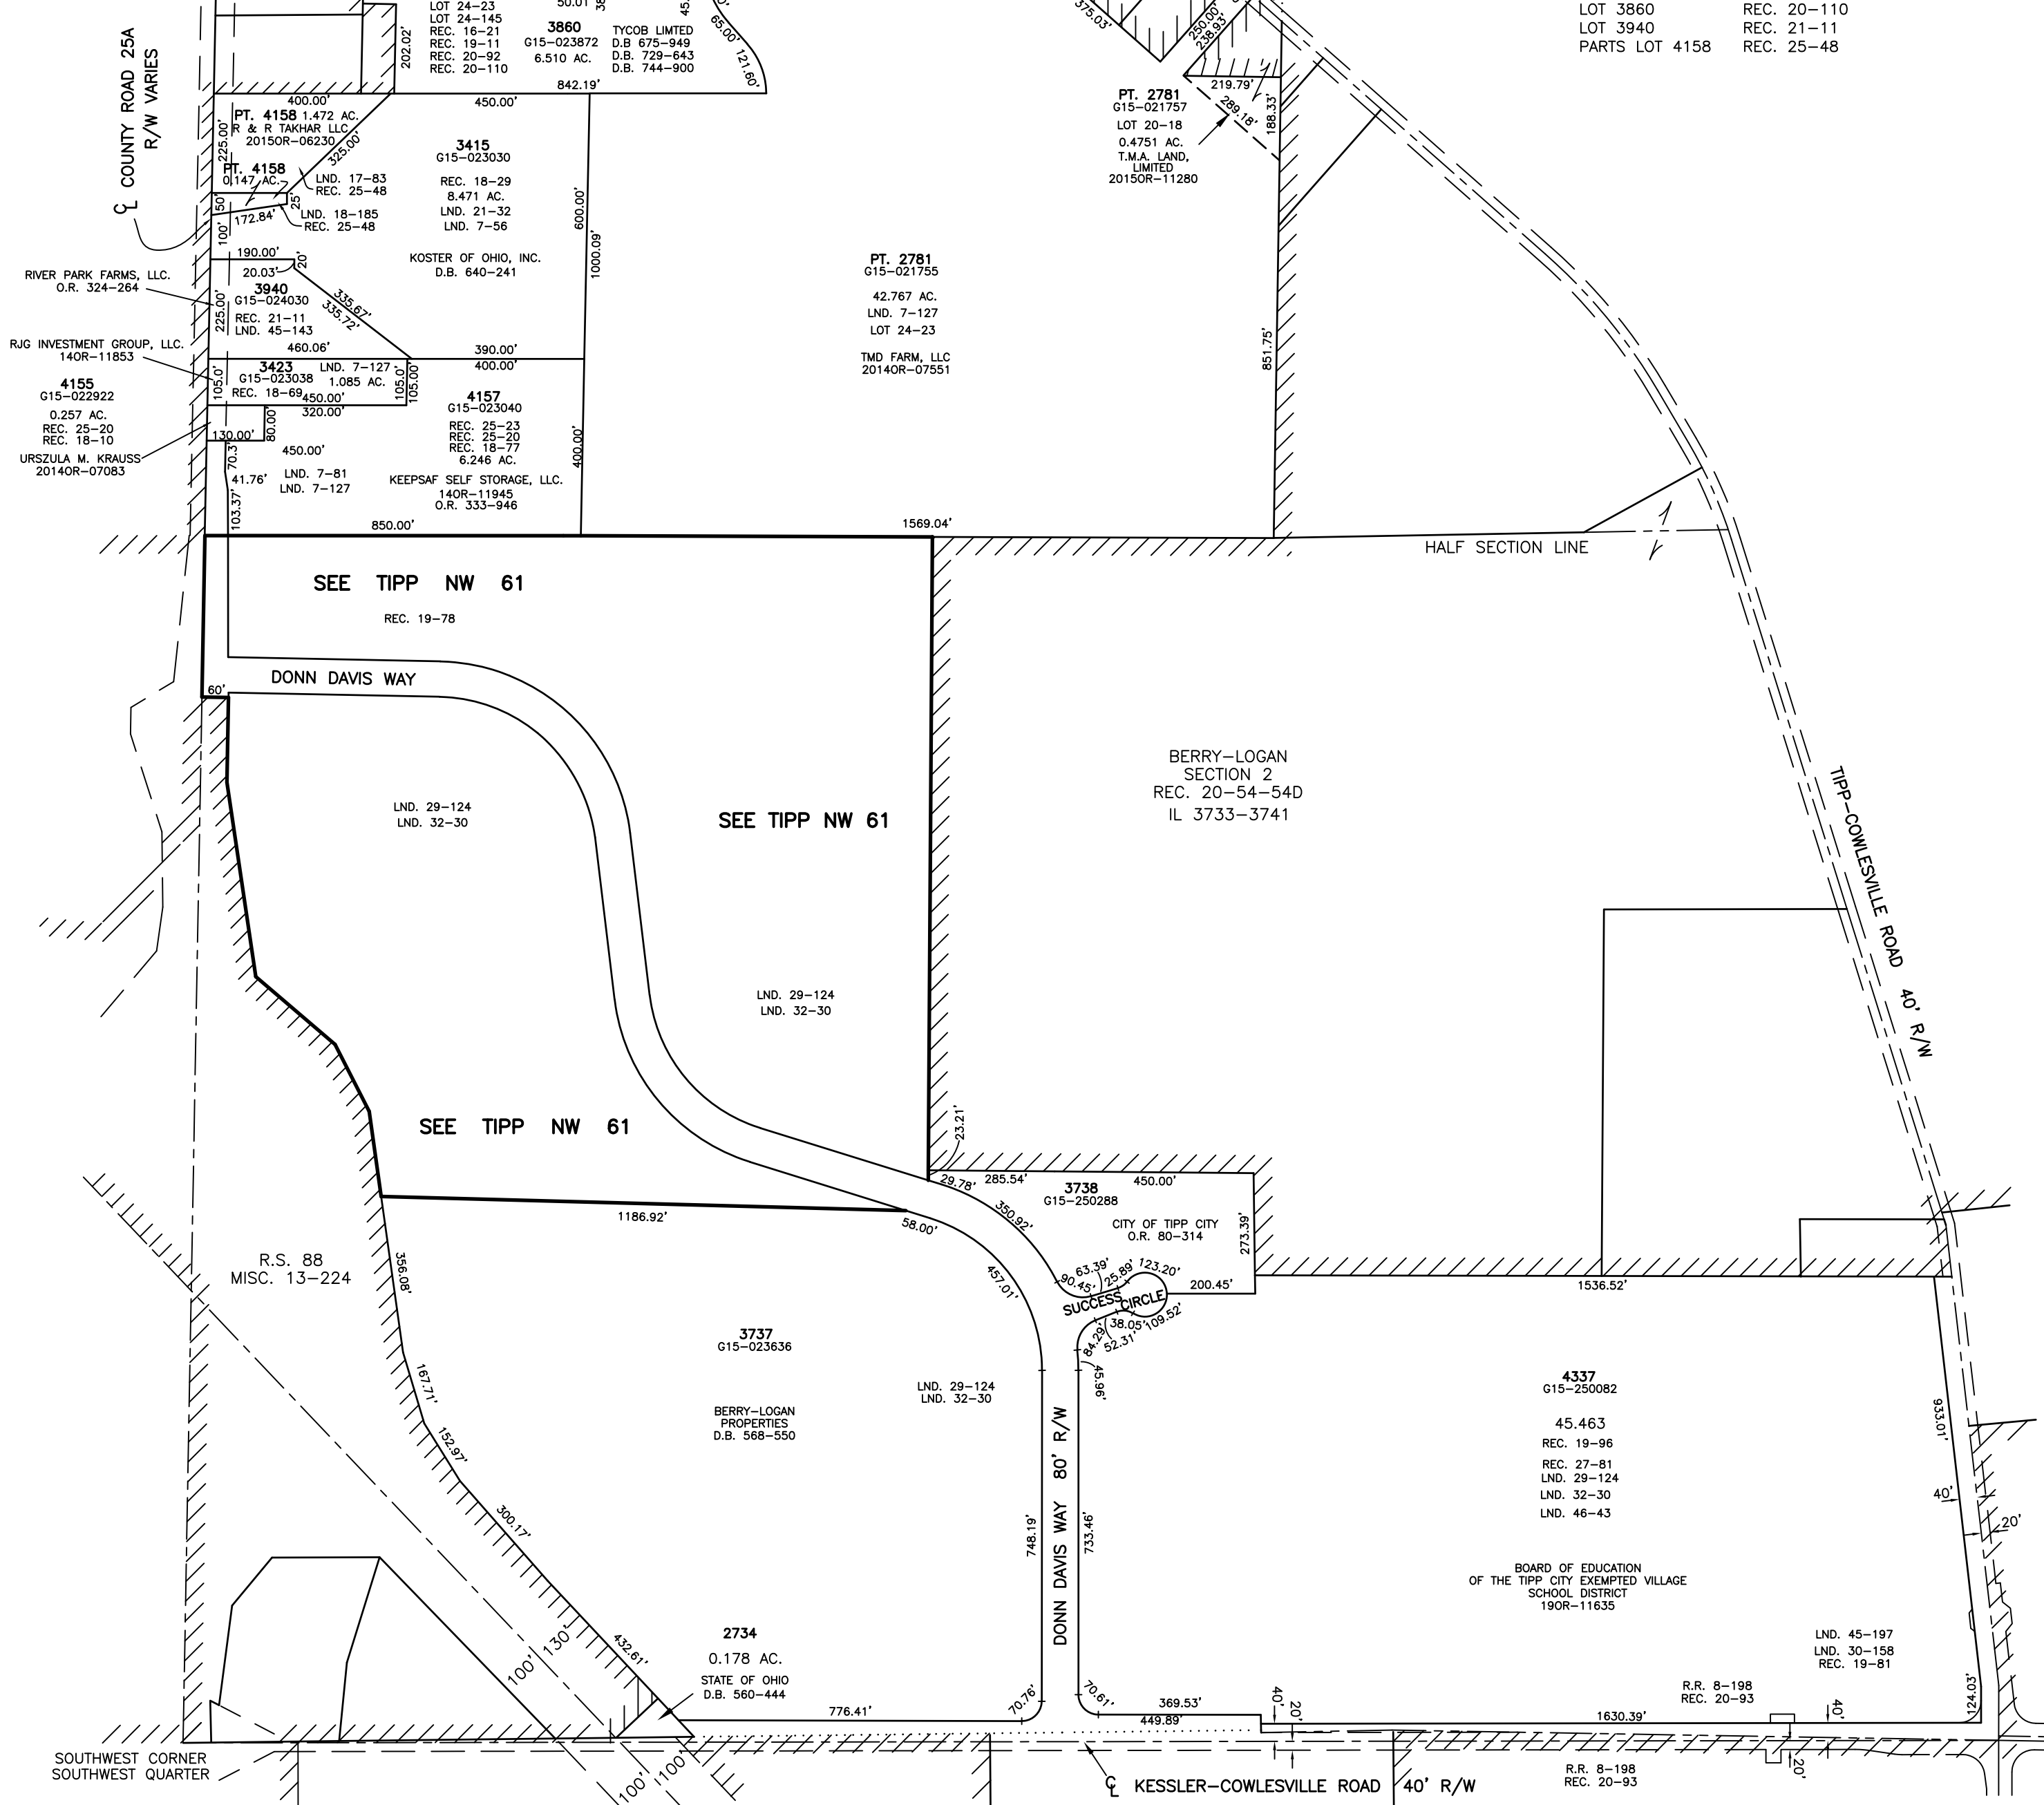 LOT 24-23
LOT 24-145
REC. 16-21
REC. 19-11
REC. 20-92
REC. 20-110
202.02'
50.01'
3860
G15-023872
6.510 AC.
TYCOB LIMTED
D.B 675-949
D.B. 729-643
D.B. 744-900
842.19'
65.00'
121.60'
375.03'
250.00'
238.93'
LOT 3860 REC. 20-110
LOT 3940 REC. 21-11
PARTS LOT 4158 REC. 25-48
℄ COUNTY ROAD 25A
R/W VARIES
400.00'
450.00'
PT. 4158 1.472 AC.
R & R TAKHAR LLC
2015OR-06230
225.00'
325.00'
PT. 4158
0.147 AC.
LND. 17-83
REC. 25-48
50'
25'
172.84'
LND. 18-185
REC. 25-48
100'
3415
G15-023030
REC. 18-29
8.471 AC.
LND. 21-32
LND. 7-56
KOSTER OF OHIO, INC.
D.B. 640-241
600.00'
1000.09'
PT. 2781
G15-021757
LOT 20-18
0.4751 AC.
T.M.A. LAND,
LIMITED
2015OR-11280
219.79'
289.18'
188.33'
190.00'
20'
20.03'
RIVER PARK FARMS, LLC.
O.R. 324-264
3940
G15-024030
REC. 21-11
LND. 45-143
225.00'
335.67'
335.72'
460.06'
390.00'
400.00'
PT. 2781
G15-021755
42.767 AC.
LND. 7-127
LOT 24-23
TMD FARM, LLC
2014OR-07551
851.75'
RJG INVESTMENT GROUP, LLC.
14OR-11853
3423
G15-023038
REC. 18-69
LND. 7-127
1.085 AC.
105.0'
105.0'
105.00'
450.00'
320.00'
4155
G15-022922
0.257 AC.
REC. 25-20
REC. 18-10
URSZULA M. KRAUSS
2014OR-07083
130.00'
80.00'
450.00'
70.3'
41.76'
103.37'
LND. 7-81
LND. 7-127
4157
G15-023040
REC. 25-23
REC. 25-20
REC. 18-77
6.246 AC.
KEEPSAF SELF STORAGE, LLC.
14OR-11945
O.R. 333-946
400.00'
850.00'
1569.04'
HALF SECTION LINE
SEE TIPP NW 61
REC. 19-78
DONN DAVIS WAY
60'
LND. 29-124
LND. 32-30
SEE TIPP NW 61
BERRY-LOGAN
SECTION 2
REC. 20-54-54D
IL 3733-3741
TIPP-COWLESVILLE ROAD 40' R/W
LND. 29-124
LND. 32-30
SEE TIPP NW 61
23.21'
29.78'
285.54'
450.00'
3738
G15-250288
CITY OF TIPP CITY
O.R. 80-314
273.39'
350.92'
58.00'
1186.92'
R.S. 88
MISC. 13-224
356.08'
457.01'
90.45'
63.39'
25.89'
123.20'
200.45'
SUCCESS CIRCLE
84.29'
38.05'
52.31'
109.52'
45.96'
1536.52'
3737
G15-023636
BERRY-LOGAN
PROPERTIES
D.B. 568-550
LND. 29-124
LND. 32-30
167.71'
152.97'
300.17'
432.61'
748.19'
DONN DAVIS WAY 80' R/W
733.46'
4337
G15-250082
45.463
REC. 19-96
REC. 27-81
LND. 29-124
LND. 32-30
LND. 46-43
BOARD OF EDUCATION
OF THE TIPP CITY EXEMPTED VILLAGE
SCHOOL DISTRICT
19OR-11635
933.01'
40'
20'
LND. 45-197
LND. 30-158
REC. 19-81
124.03'
R.R. 8-198
REC. 20-93
2734
0.178 AC.
STATE OF OHIO
D.B. 560-444
100'
130'
776.41'
70.76'
70.61'
369.53'
449.89'
40'
20'
1630.39'
40'
20'
SOUTHWEST CORNER
SOUTHWEST QUARTER
100'
100'
℄ KESSLER-COWLESVILLE ROAD 40' R/W
R.R. 8-198
REC. 20-93